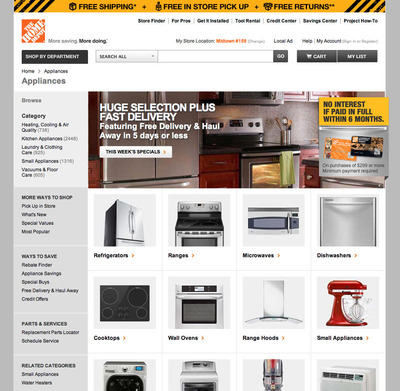 FREE SHIPPING* + FREE IN STORE PICK UP + FREE RETURNS**
THE HOME DEPOT
More saving. More doing.
Store Finder
For Pros
Get It Installed
Tool Rental
Credit Center
Savings Center
Project How-To
My Store Location: Midtown #159 (Change)
Local Ad
Help
My Account (Sign in or Register)
SHOP BY DEPARTMENT
SEARCH ALL
GO
CART
MY LIST
Home > Appliances
Appliances
Browse
Category
Heating, Cooling & Air
Quality (738)
Kitchen Appliances (2448)
Laundry & Clothing
Care (925)
Small Appliances (1316)
Vacuums & Floor
Care (605)
HUGE SELECTION PLUS
FAST DELIVERY
Featuring Free Delivery & Haul
Away in 5 days or less
THIS WEEK'S SPECIALS
NO INTEREST
IF PAID IN FULL
WITHIN 6 MONTHS.
On purchases of $299 or more
Minimum payment required
MORE WAYS TO SHOP
Pick Up in Store
What's New
Special Values
Most Popular
Refrigerators
Ranges
Microwaves
Dishwashers
WAYS TO SAVE
Rebate Finder
Appliance Savings
Special Buys
Free Delivery & Haul Away
Credit Offers
PARTS & SERVICES
Replacement Parts Locator
Schedule Service
Cooktops
Wall Ovens
Range Hoods
Small Appliances
RELATED CATEGORIES
Small Appliances
Water Heaters